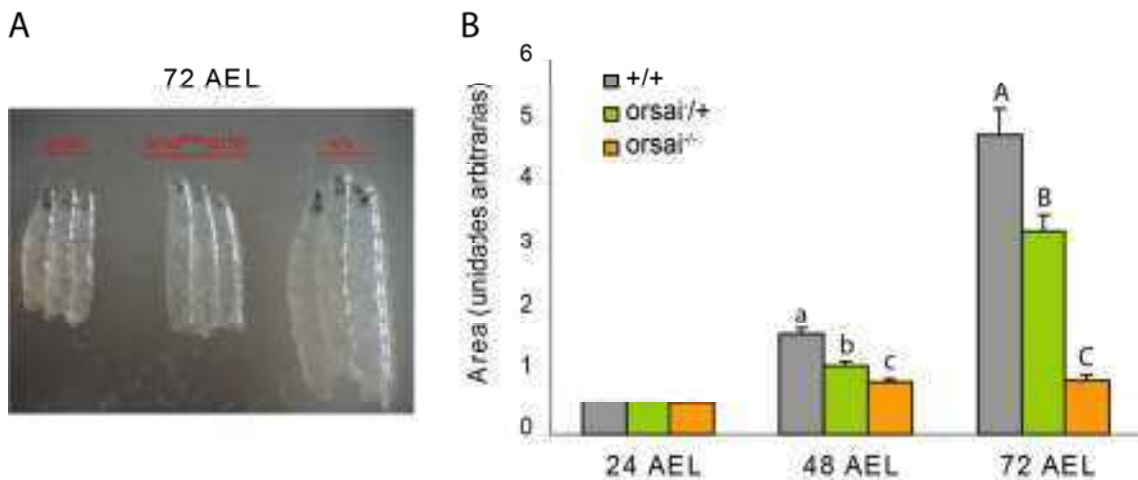 A
72 AEL
B
Area (unidades arbitrarias)
6
5
4
3
2
1
0
+/+
orsai⁻/+
orsai⁻/⁻
a
b
c
A
B
C
24 AEL
48 AEL
72 AEL